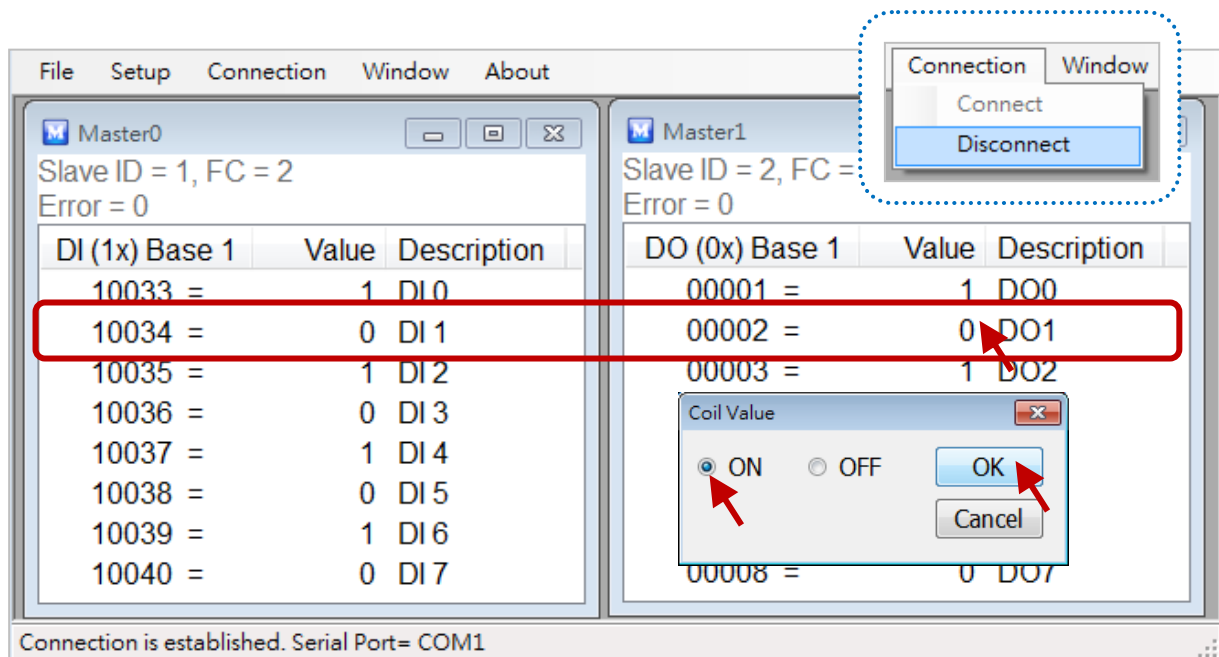 File Setup Connection Window About
Connection Window
Connect
Disconnect
Master0
Slave ID = 1, FC = 2
Error = 0
DI (1x) Base 1 Value Description
10033 = 1 DI 0
10034 = 0 DI 1
10035 = 1 DI 2
10036 = 0 DI 3
10037 = 1 DI 4
10038 = 0 DI 5
10039 = 1 DI 6
10040 = 0 DI 7
Master1
Slave ID = 2, FC =
Error = 0
DO (0x) Base 1 Value Description
00001 = 1 DO0
00002 = 0 DO1
00003 = 1 DO2
Coil Value
ON OFF OK
Cancel
00008 = 0 DO7
Connection is established. Serial Port= COM1